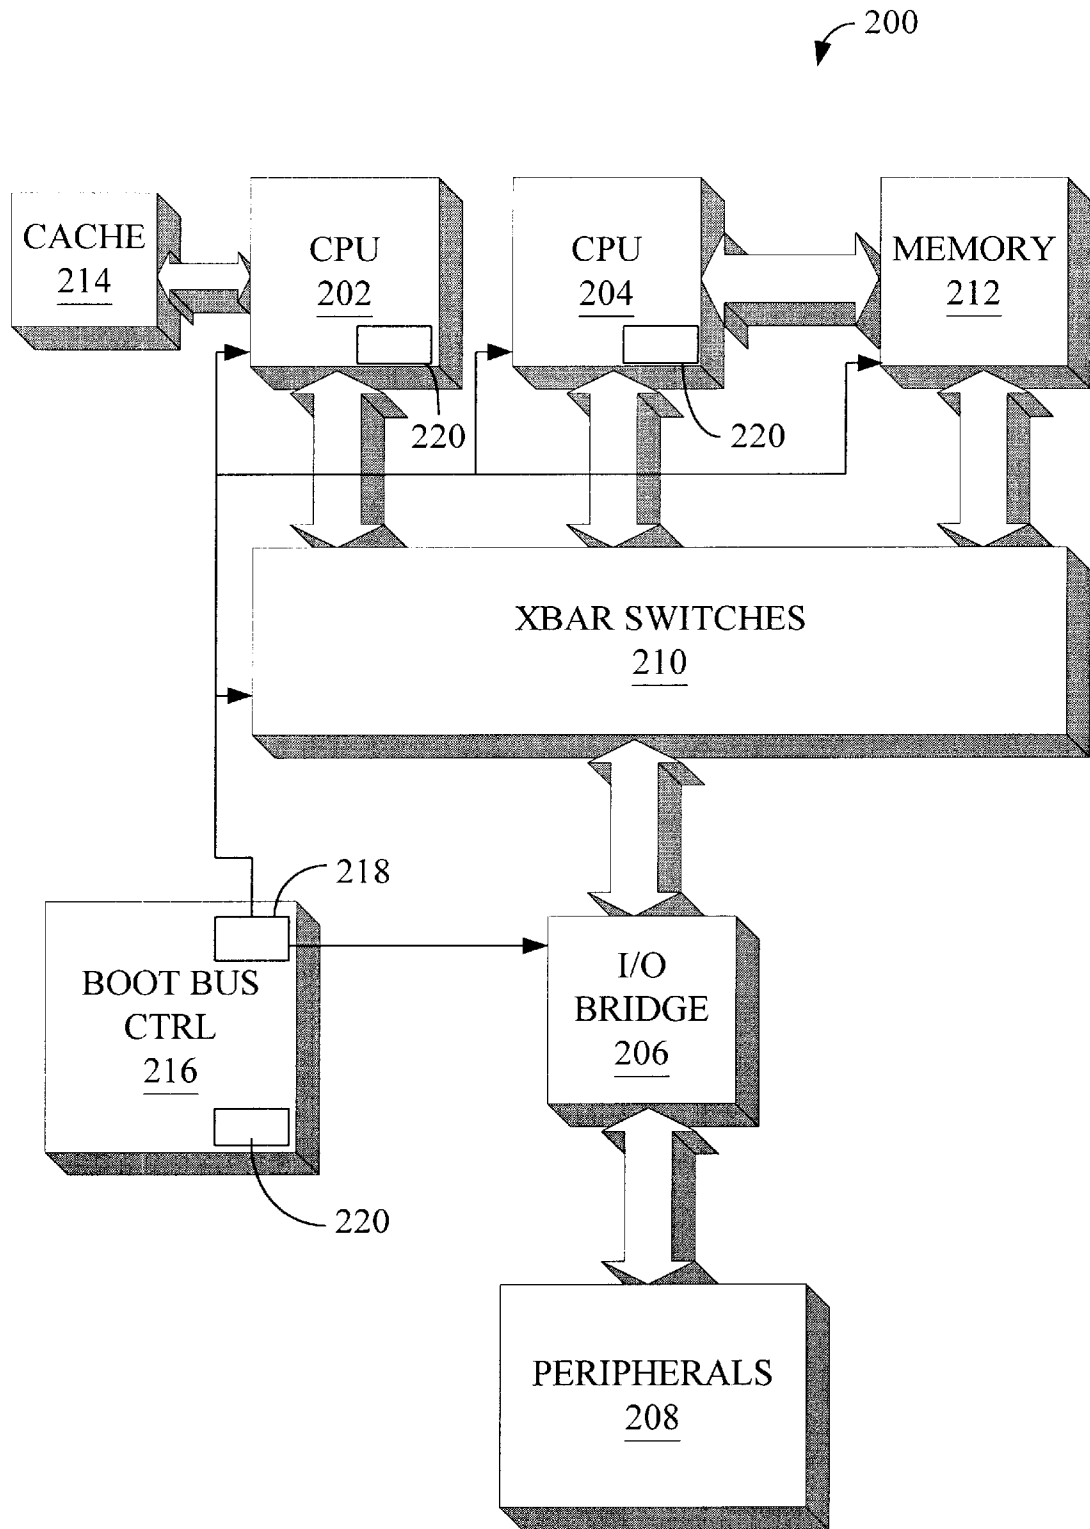 200
CACHE
214
CPU
202
CPU
204
MEMORY
212
220
220
XBAR SWITCHES
210
218
BOOT BUS
CTRL
216
I/O
BRIDGE
206
220
PERIPHERALS
208